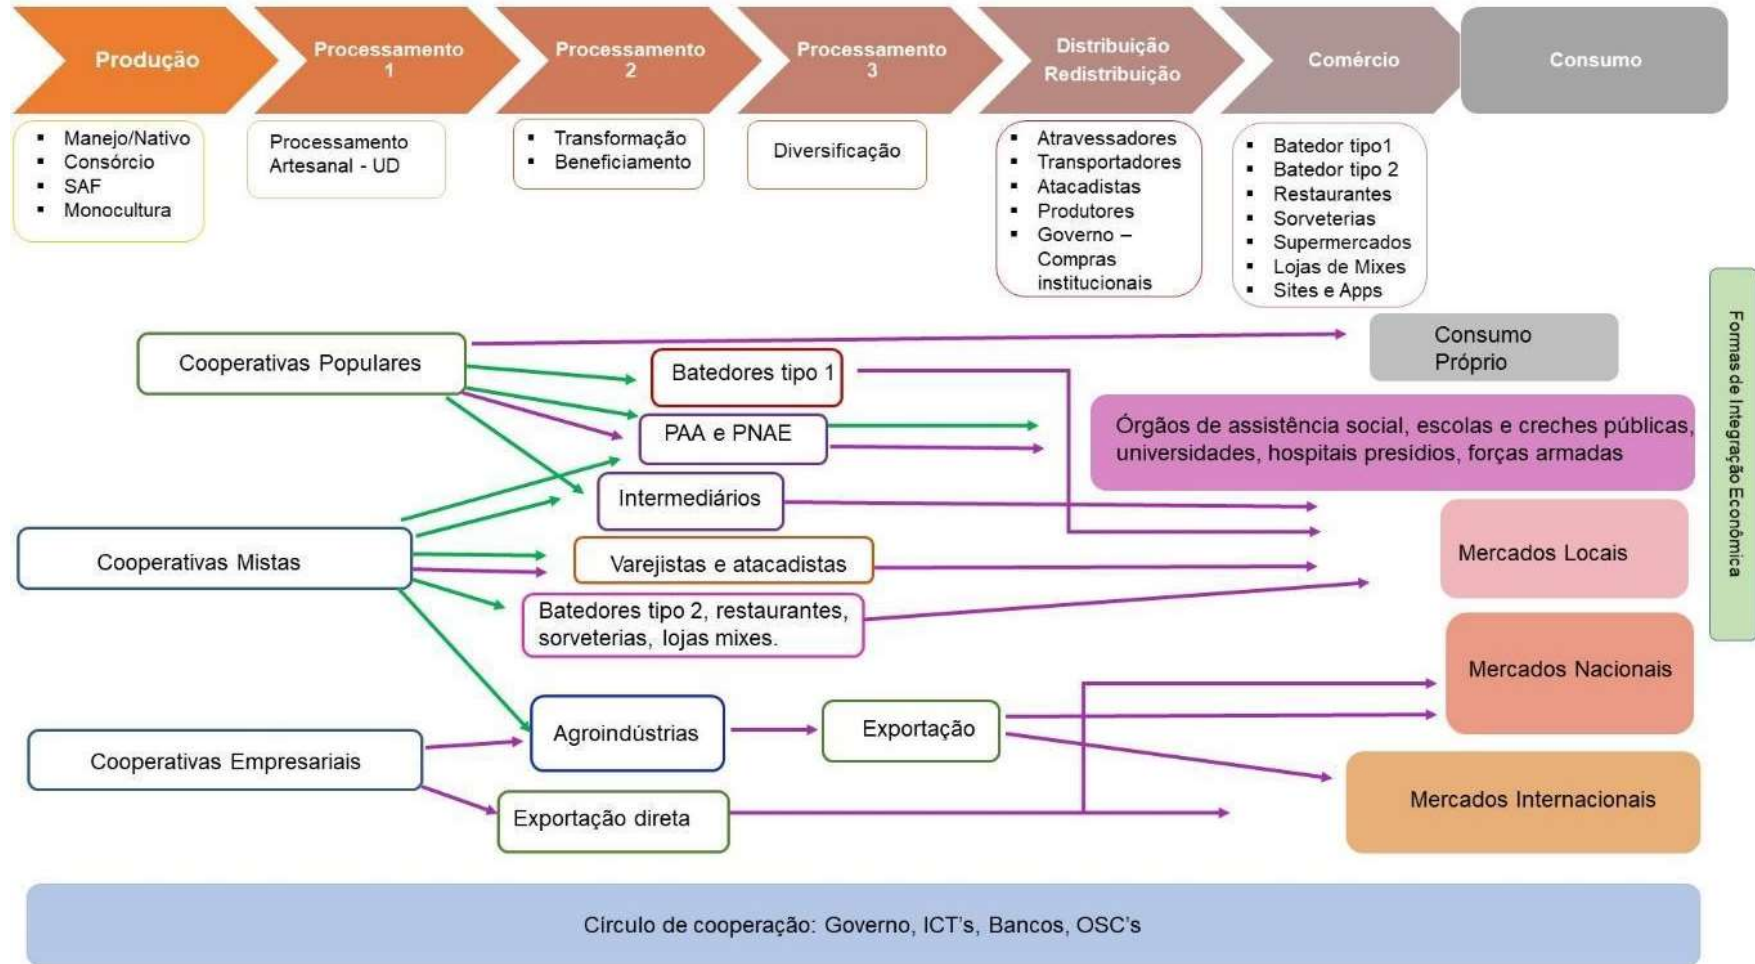 Produção
Processamento
1
Processamento
2
Processamento
3
Distribuição
Redistribuição
Comércio
Consumo
▪ Manejo/Nativo
▪ Consórcio
▪ SAF
▪ Monocultura
Processamento
Artesanal - UD
▪ Transformação
▪ Beneficiamento
Diversificação
▪ Atravessadores
▪ Transportadores
▪ Atacadistas
▪ Produtores
▪ Governo –
Compras
institucionais
▪ Batedor tipo1
▪ Batedor tipo 2
▪ Restaurantes
▪ Sorveterias
▪ Supermercados
▪ Lojas de Mixes
▪ Sites e Apps
Formas de Integração Econômica
Cooperativas Populares
Consumo
Próprio
Batedores tipo 1
PAA e PNAE
Órgãos de assistência social, escolas e creches públicas,
universidades, hospitais presídios, forças armadas
Intermediários
Cooperativas Mistas
Varejistas e atacadistas
Mercados Locais
Batedores tipo 2, restaurantes,
sorveterias, lojas mixes.
Mercados Nacionais
Agroindústrias
Exportação
Cooperativas Empresariais
Mercados Internacionais
Exportação direta
Círculo de cooperação: Governo, ICT's, Bancos, OSC's